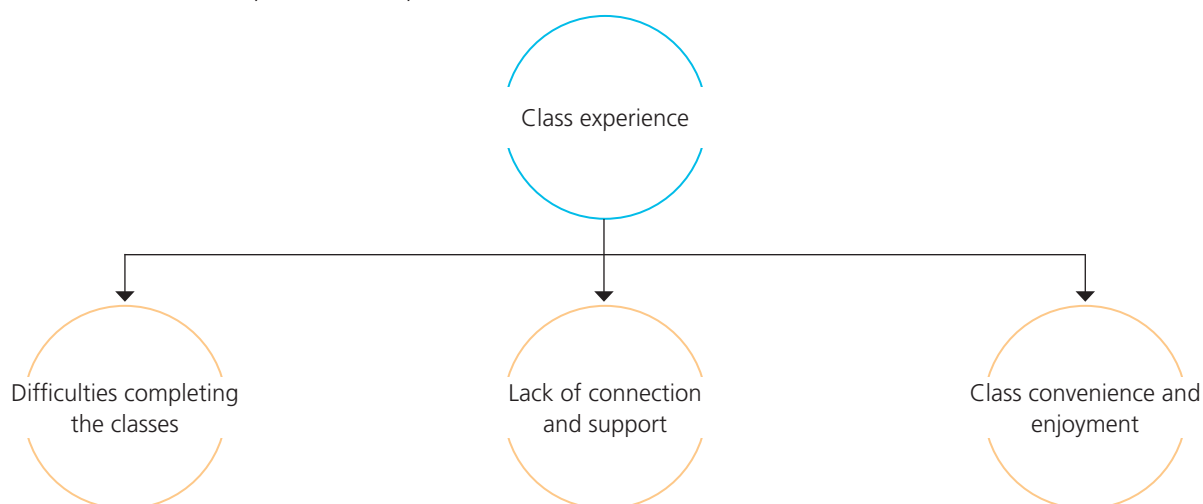 Class experience
Difficulties completing
the classes
Lack of connection
and support
Class convenience and
enjoyment